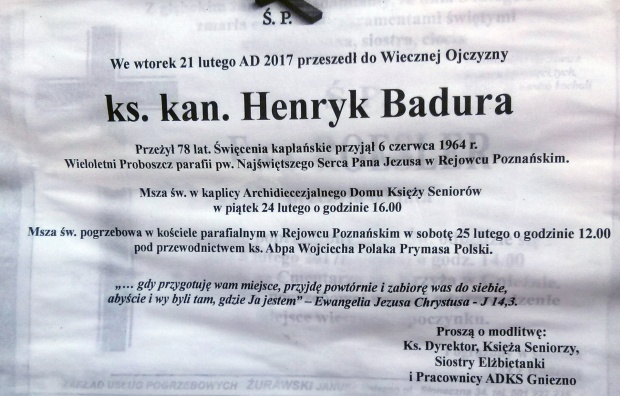 Ś. P.
We wtorek 21 lutego AD 2017 przeszedł do Wiecznej Ojczyzny
ks. kan. Henryk Badura
Przeżył 78 lat. Święcenia kapłańskie przyjął 6 czerwca 1964 r.
Wieloletni Proboszcz parafii pw. Najświętszego Serca Pana Jezusa w Rejowcu Poznańskim.
Msza św. w kaplicy Archidiecezjalnego Domu Księży Seniorów
w piątek 24 lutego o godzinie 16.00
Msza św. pogrzebowa w kościele parafialnym w Rejowcu Poznańskim w sobotę 25 lutego o godzinie 12.00
pod przewodnictwem ks. Abpa Wojciecha Polaka Prymasa Polski.
„… gdy przygotuję wam miejsce, przyjdę powtórnie i zabiorę was do siebie,
abyście i wy byli tam, gdzie Ja jestem” – Ewangelia Jezusa Chrystusa - J 14,3.
Proszą o modlitwę:
Ks. Dyrektor, Księża Seniorzy,
Siostry Elżbietanki
i Pracownicy ADKS Gniezno
ZAKŁAD USŁUG POGRZEBOWYCH ŻURAWSKI